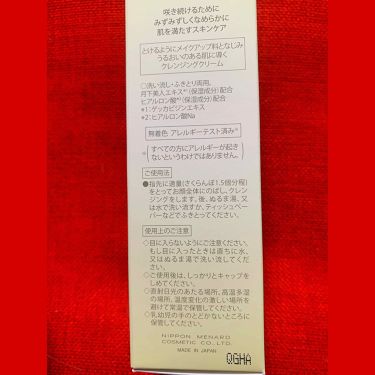 咲き続けるために
みずみずしくなめらかに
肌を満たすスキンケア
とけるようにメイクアップ料となじみ
うるおいのある肌に導く
クレンジングクリーム
○洗い流し・ふきとり両用。
月下美人エキス*1（保湿成分）配合
ヒアルロン酸*2（保湿成分）配合
*1：ゲッカビジンエキス
*2：ヒアルロン酸Na
無着色 アレルギーテスト済み※
※すべての方にアレルギーが起き
ないというわけではありません。
ご使用法
●指先に適量（さくらんぼ1.5個分程）
をとってお顔全体にのばし、クレン
ジングをします。後、ぬるま湯、又
は水で洗い流すか、ティッシュペー
パーなどでふきとってください。
使用上のご注意
○目に入らないようにご注意ください。
もし目に入ったときは直ちに水、
又はぬるま湯で洗い流してくだ
さい。
○ご使用後は、しっかりとキャップを
しめてください。
○直射日光のあたる場所、高温多湿
の場所、温度変化の激しい場所を
避けて常温で保管してください。
○乳幼児の手のとどかないところに
保管してください。
NIPPON MENARD
COSMETIC CO., LTD.
MADE IN JAPAN
QGHA